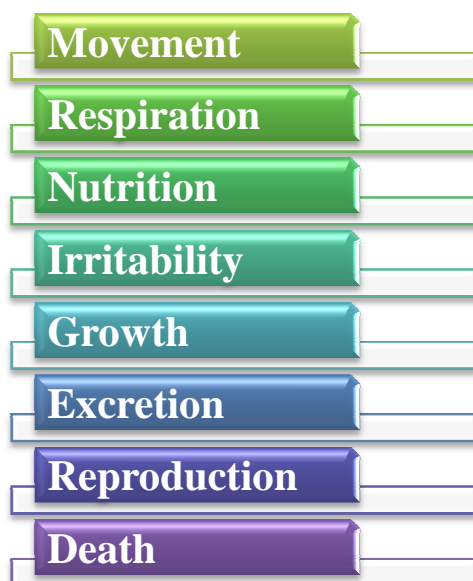 Movement
Respiration
Nutrition
Irritability
Growth
Excretion
Reproduction
Death